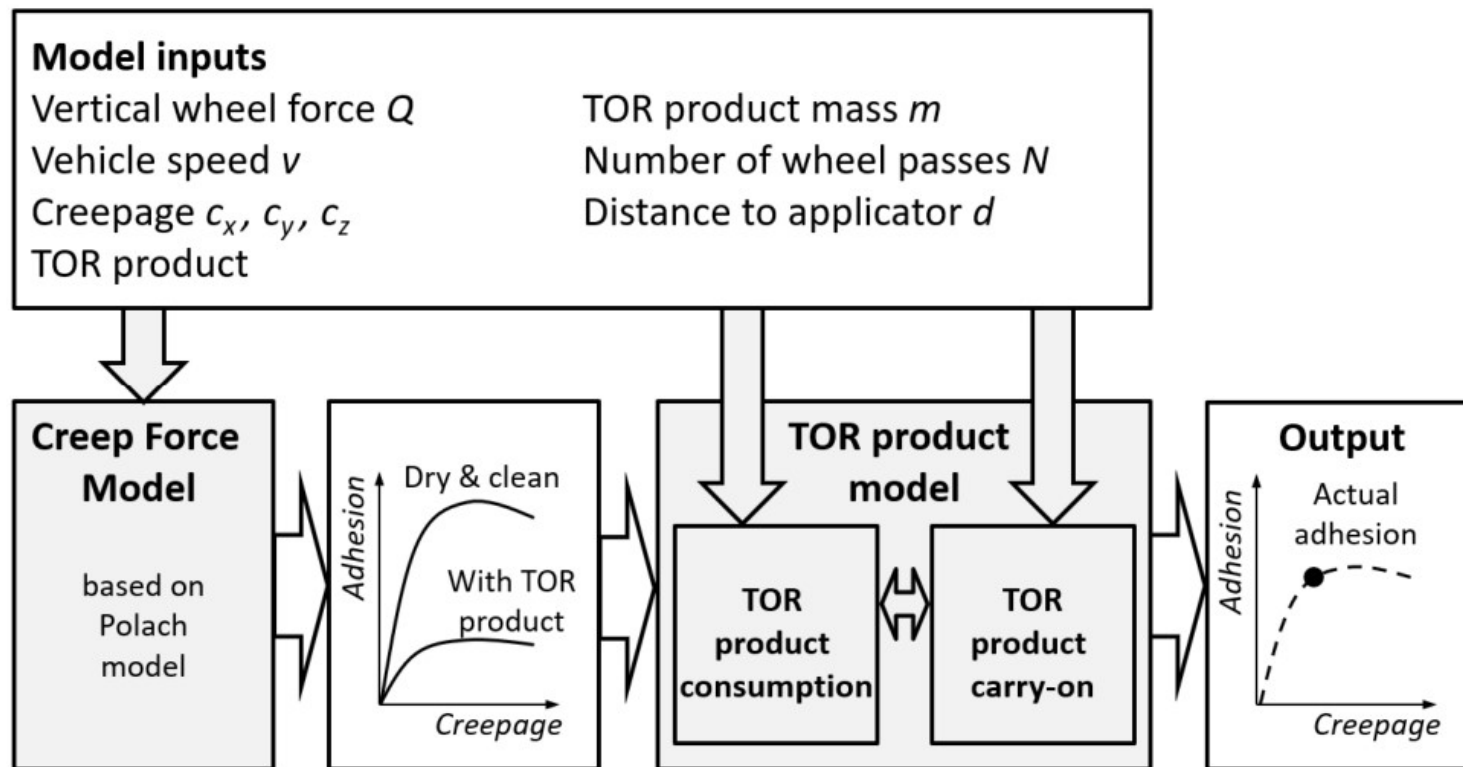 Model inputs
Vertical wheel force Q
Vehicle speed v
Creepage cx, cy, cz
TOR product
TOR product mass m
Number of wheel passes N
Distance to applicator d
Creep Force
Model
based on
Polach
model
Adhesion
Dry & clean
With TOR
product
Creepage
TOR product
model
TOR
product
consumption
TOR
product
carry-on
Output
Adhesion
Actual
adhesion
Creepage